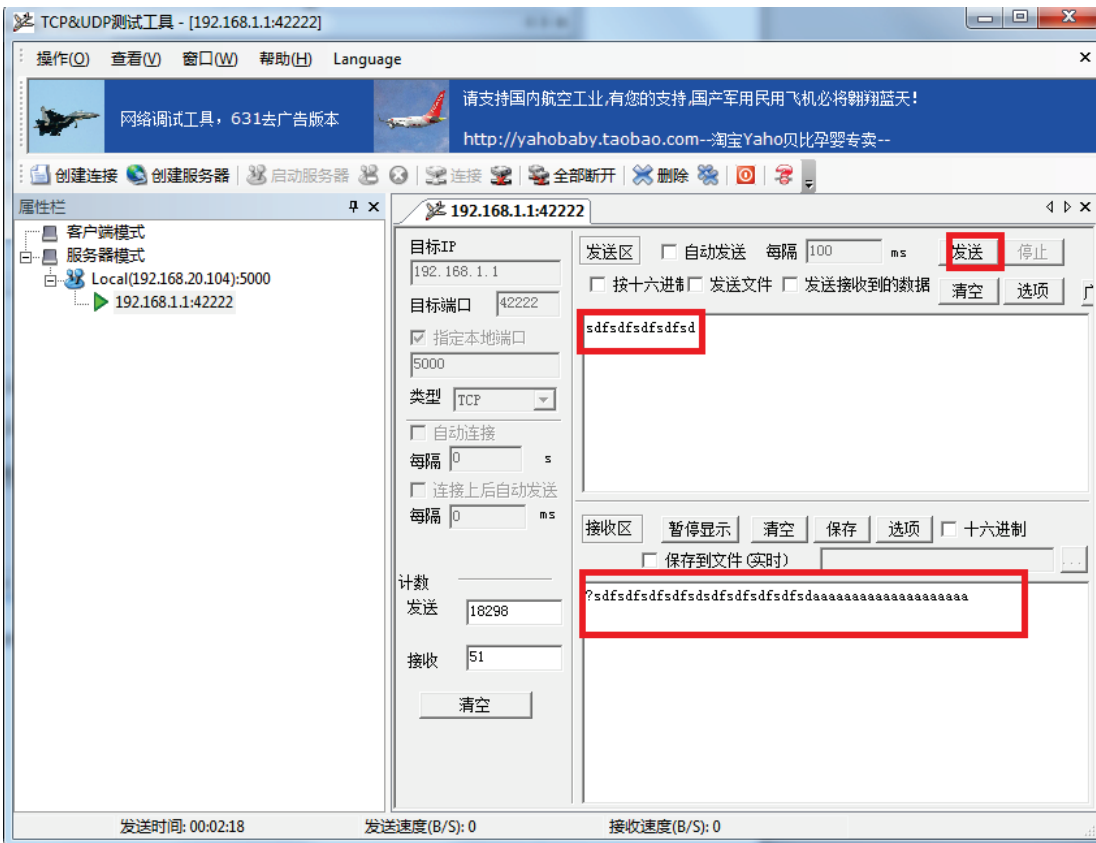 TCP&UDP测试工具 - [192.168.1.1:42222]
操作(O) 查看(V) 窗口(W) 帮助(H) Language
网络调试工具，631去广告版本
请支持国内航空工业,有您的支持,国产军用民用飞机必将翱翔蓝天!
http://yahobaby.taobao.com--淘宝Yaho贝比孕婴专卖--
创建连接 创建服务器 启动服务器 连接 全部断开 删除
属性栏
客户端模式
服务器模式
Local(192.168.20.104):5000
192.168.1.1:42222
192.168.1.1:42222
目标IP
192.168.1.1
目标端口 42222
指定本地端口
5000
类型 TCP
自动连接
每隔 0 s
连接上后自动发送
每隔 0 ms
计数
发送 18298
接收 51
清空
发送区 自动发送 每隔 100 ms 发送 停止
按十六进制 发送文件 发送接收到的数据 清空 选项
sdfsdfsdfsdfsd
接收区 暂停显示 清空 保存 选项 十六进制
保存到文件(实时) ...
?sdfsdfsdfsdfsdsdfsdfsdfsdfsdaaaaaaaaaaaaaaaaaaaa
发送时间: 00:02:18 发送速度(B/S): 0 接收速度(B/S): 0